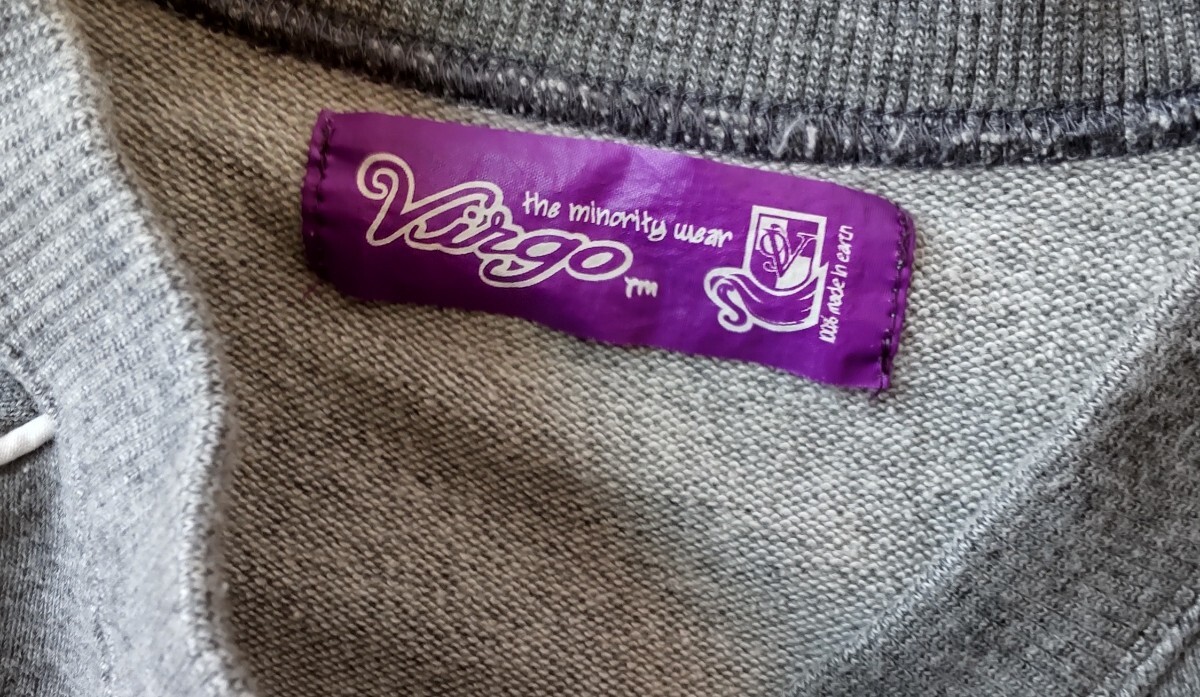 the minority wear
Virgo
TM
100% made in earth